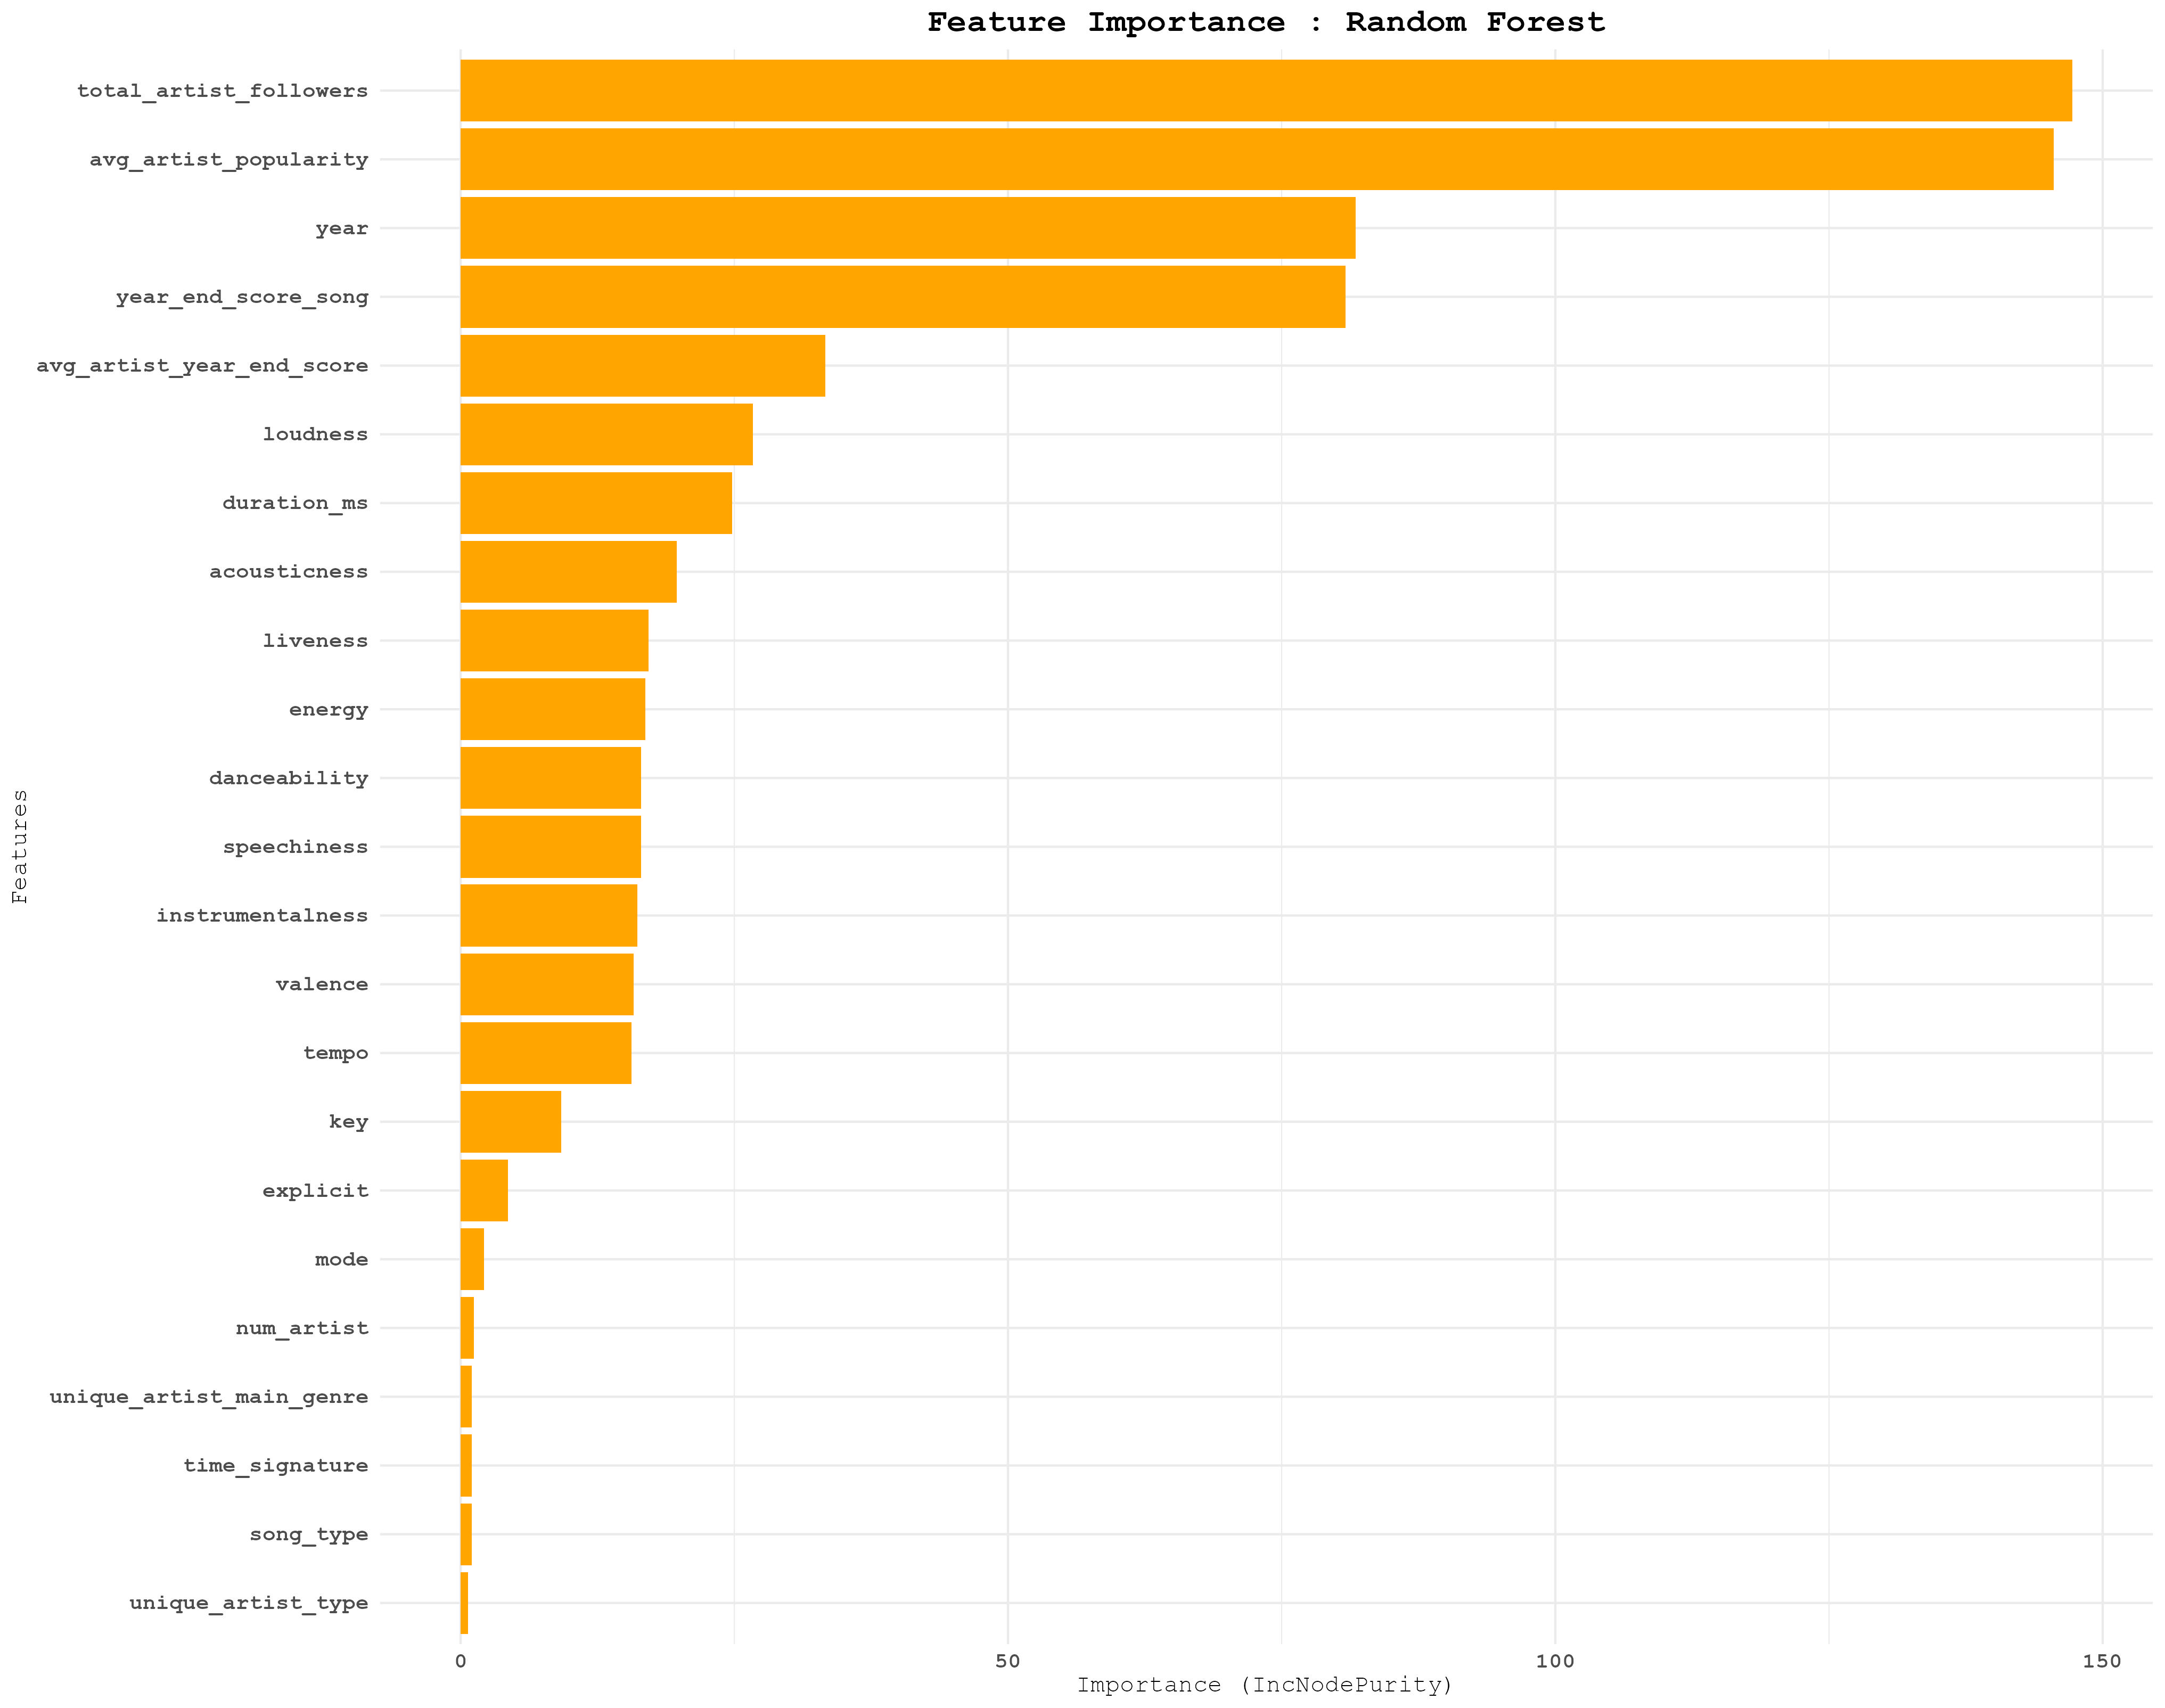 Feature Importance : Random Forest
total_artist_followers
avg_artist_popularity
year
year_end_score_song
avg_artist_year_end_score
loudness
duration_ms
acousticness
liveness
energy
danceability
speechiness
instrumentalness
valence
tempo
key
explicit
mode
num_artist
unique_artist_main_genre
time_signature
song_type
unique_artist_type
Features
0 50 100 150
Importance (IncNodePurity)